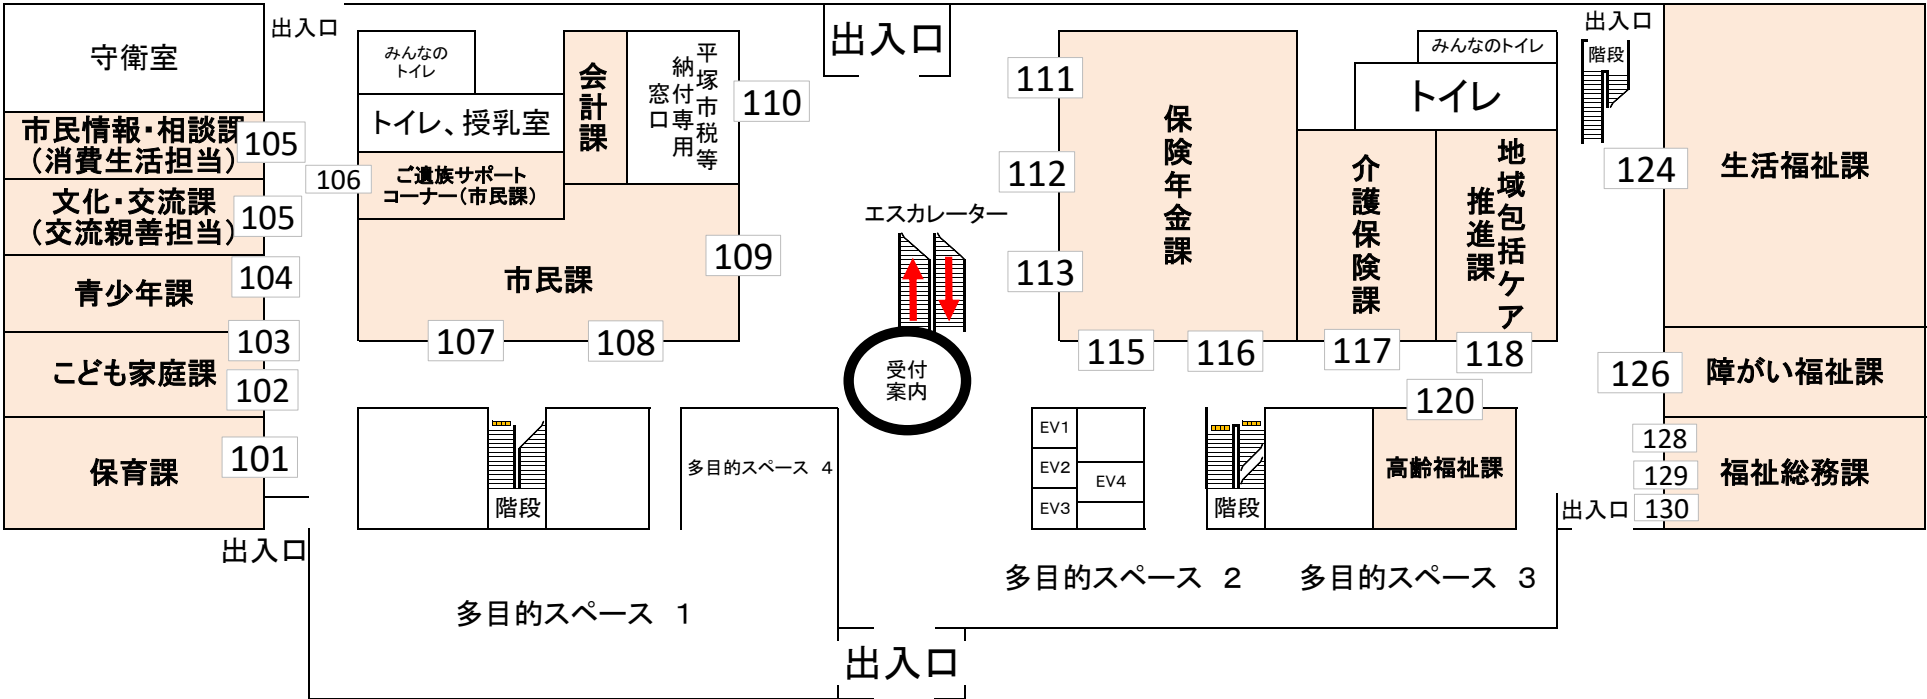 守衛室
出入口
市民情報・相談課
（消費生活担当）
105
文化・交流課
（交流親善担当）
105
青少年課
104
103
こども家庭課
102
保育課
101
出入口
みんなの
トイレ
トイレ、授乳室
106
ご遺族サポート
コーナー（市民課）
会計課
平塚市税等
納付専用
窓口
110
市民課
109
107
108
階段
多目的スペース 4
多目的スペース 1
出入口
エスカレーター
受付
案内
出入口
111
112
113
保険年金課
115
116
介護保険課
117
みんなのトイレ
トイレ
地域包括ケア
推進課
118
EV1
EV2
EV3
EV4
階段
120
高齢福祉課
多目的スペース 2
多目的スペース 3
出入口
階段
124
生活福祉課
126
障がい福祉課
128
129
130
福祉総務課
出入口